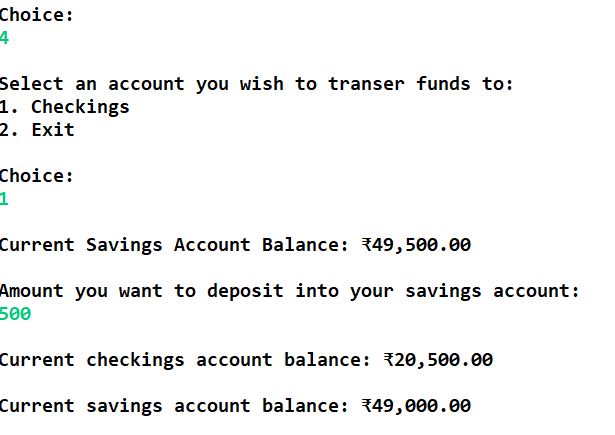 Choice:
4
Select an account you wish to transer funds to:
1. Checkings
2. Exit
Choice:
1
Current Savings Account Balance: ₹49,500.00
Amount you want to deposit into your savings account:
500
Current checkings account balance: ₹20,500.00
Current savings account balance: ₹49,000.00